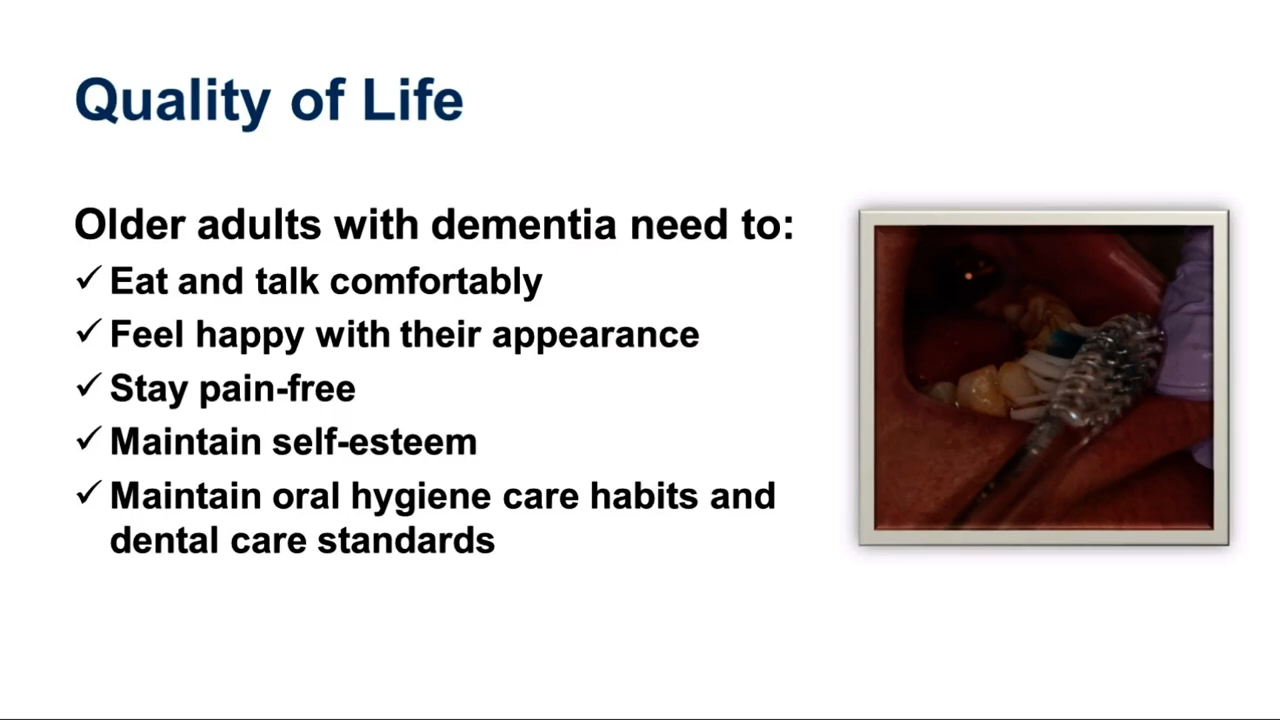 Quality of Life
Older adults with dementia need to:
✓ Eat and talk comfortably
✓ Feel happy with their appearance
✓ Stay pain-free
✓ Maintain self-esteem
✓ Maintain oral hygiene care habits and
dental care standards